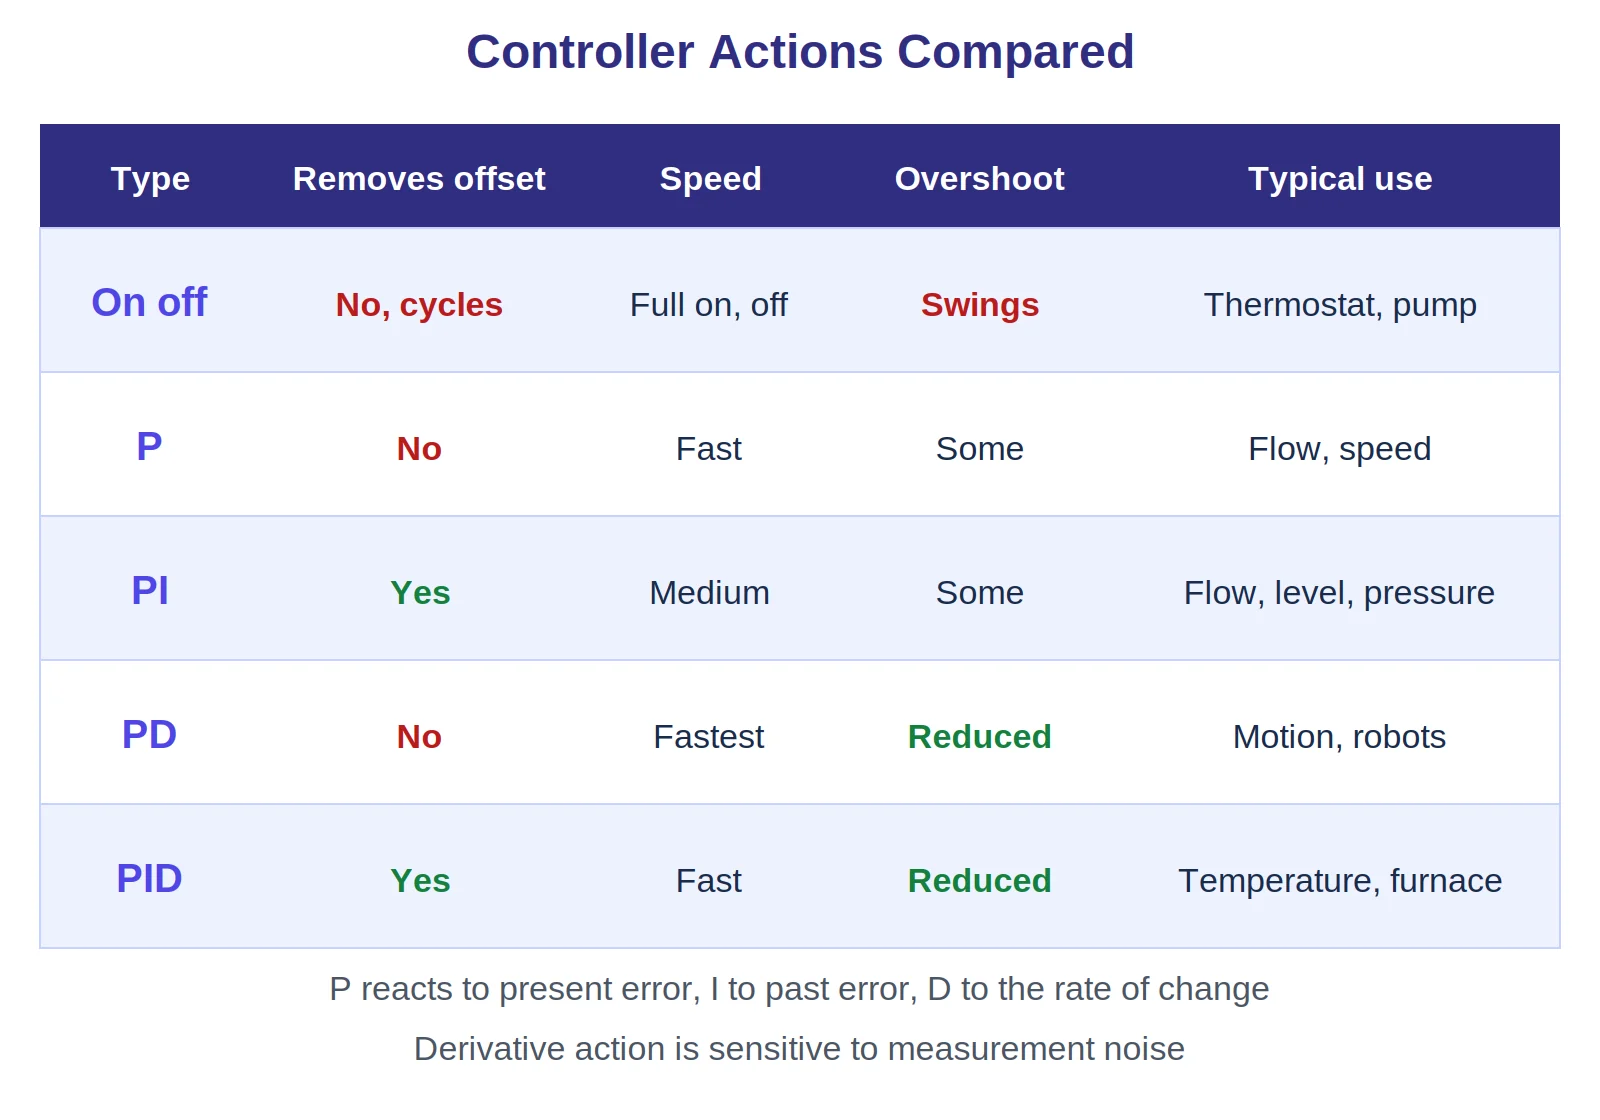 Controller Actions Compared
Type Removes offset Speed Overshoot Typical use
On off No, cycles Full on, off Swings Thermostat, pump
P No Fast Some Flow, speed
PI Yes Medium Some Flow, level, pressure
PD No Fastest Reduced Motion, robots
PID Yes Fast Reduced Temperature, furnace
P reacts to present error, I to past error, D to the rate of change
Derivative action is sensitive to measurement noise